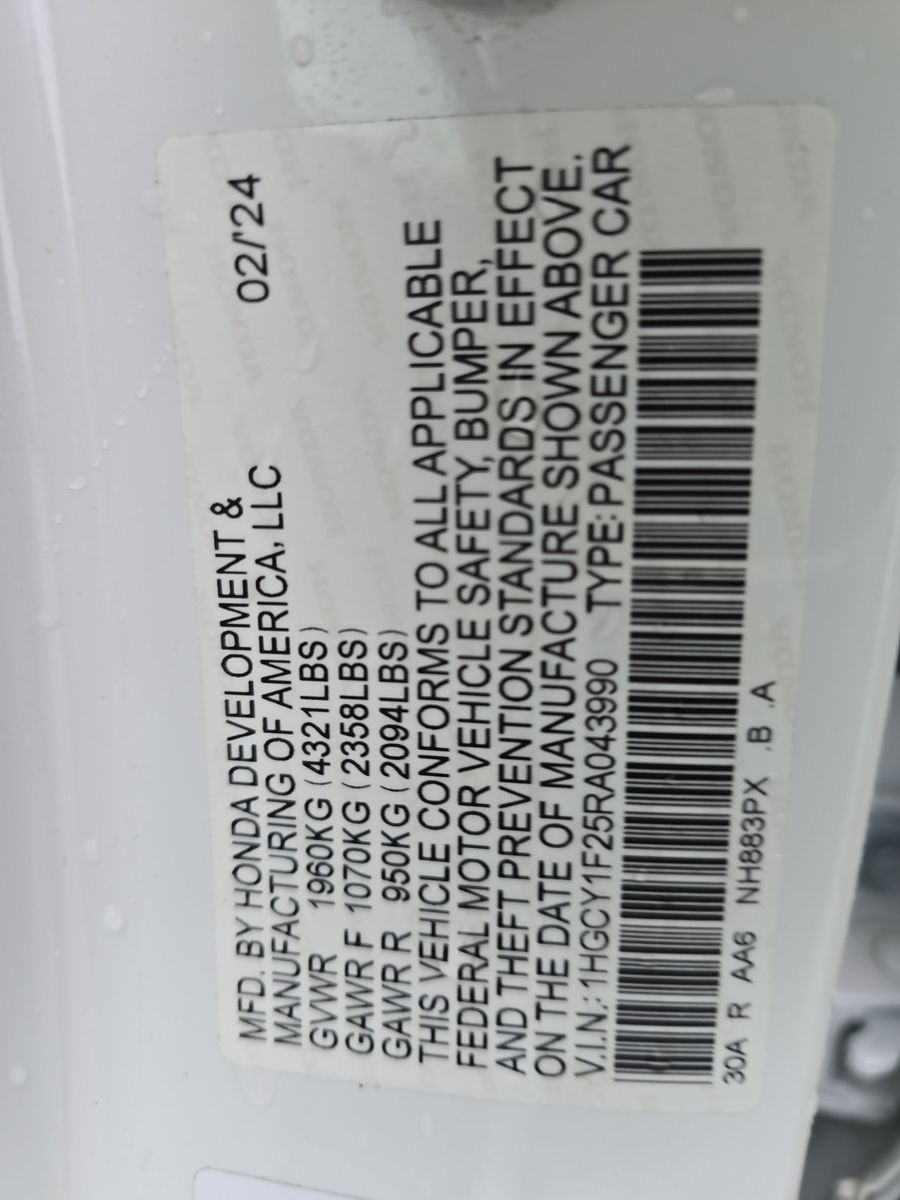 MFD. BY HONDA DEVELOPMENT &
MANUFACTURING OF AMERICA, LLC 02/'24
GVWR 1960KG (4321LBS)
GAWR F 1070KG (2358LBS)
GAWR R 950KG (2094LBS)
THIS VEHICLE CONFORMS TO ALL APPLICABLE
FEDERAL MOTOR VEHICLE SAFETY, BUMPER,
AND THEFT PREVENTION STANDARDS IN EFFECT
ON THE DATE OF MANUFACTURE SHOWN ABOVE.
V.I.N.: 1HGCY1F25RA043990 TYPE: PASSENGER CAR
30A R AA6 NH883PX .B .A